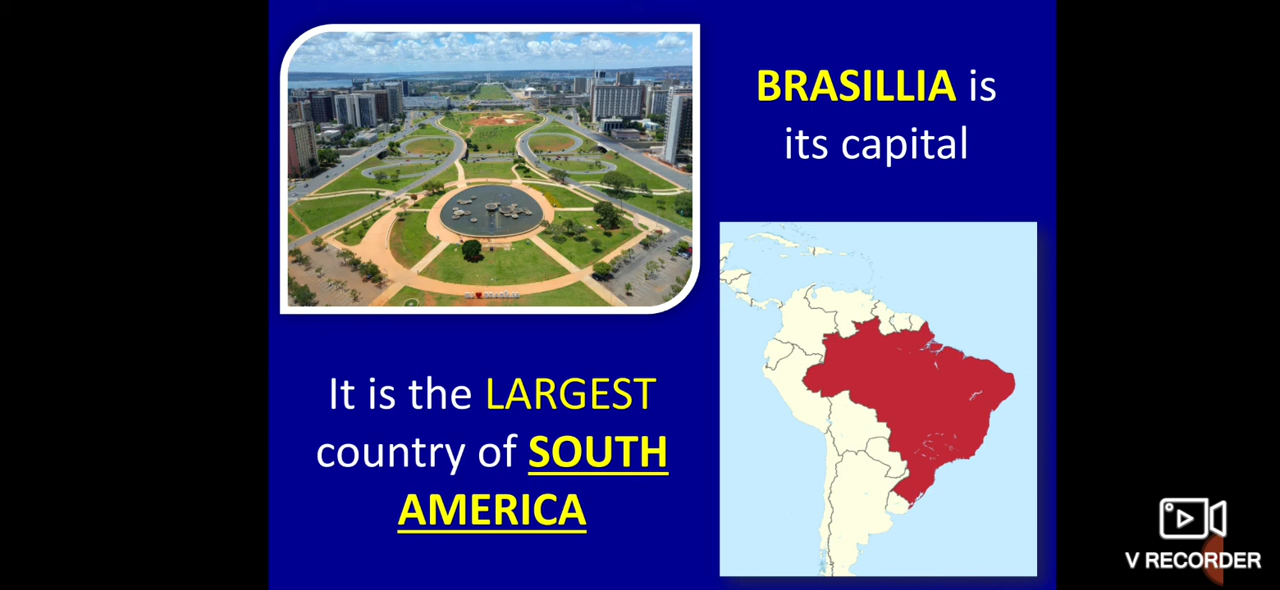 BRASILLIA is
its capital
It is the LARGEST
country of SOUTH
AMERICA
V RECORDER